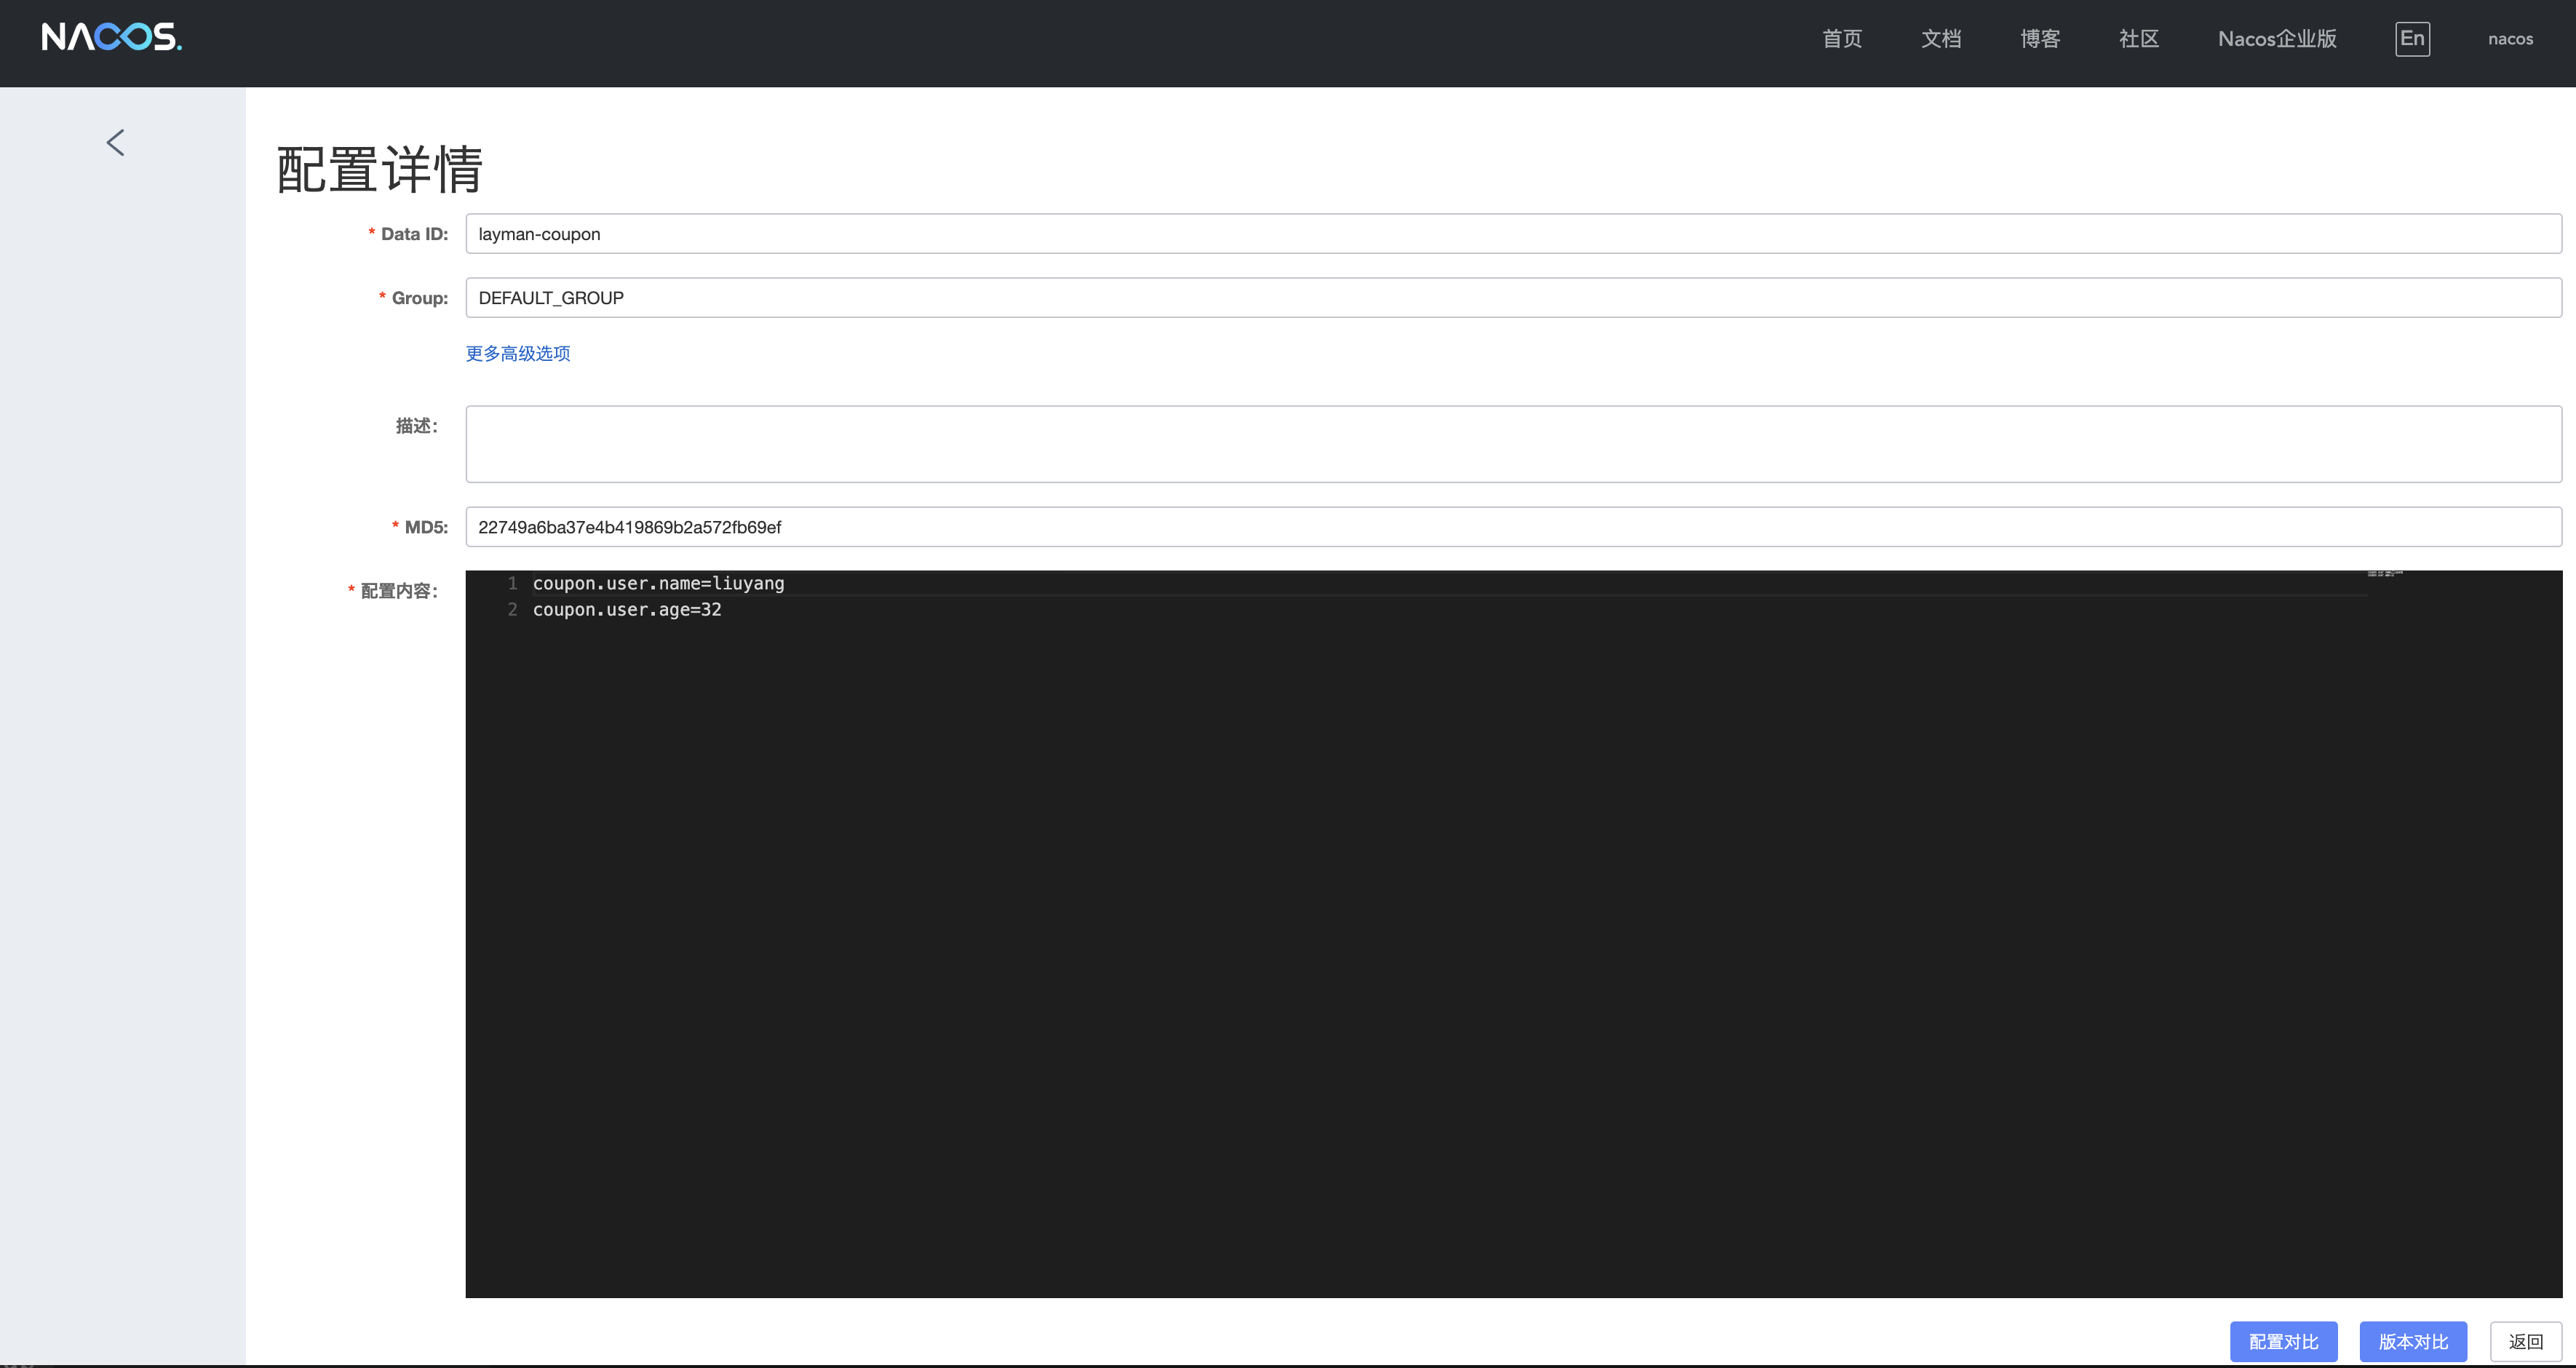 NACOS.
首页 文档 博客 社区 Nacos企业版 En nacos
配置详情
* Data ID: layman-coupon
* Group: DEFAULT_GROUP
更多高级选项
描述:
* MD5: 22749a6ba37e4b419869b2a572fb69ef
* 配置内容:
1 coupon.user.name=liuyang
2 coupon.user.age=32
配置对比 版本对比 返回